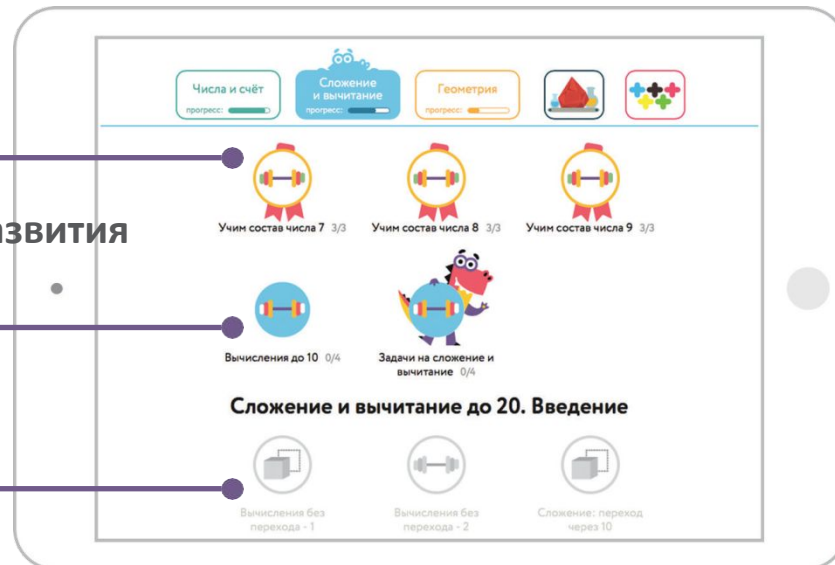 Числа и счёт
прогресс:
Сложение
и вычитание
прогресс:
Геометрия
прогресс:
Учим состав числа 7 3/3
Учим состав числа 8 3/3
Учим состав числа 9 3/3
азвития
Вычисления до 10 0/4
Задачи на сложение и
вычитание 0/4
Сложение и вычитание до 20. Введение
Вычисления без
перехода - 1
Вычисления без
перехода - 2
Сложение: переход
через 10